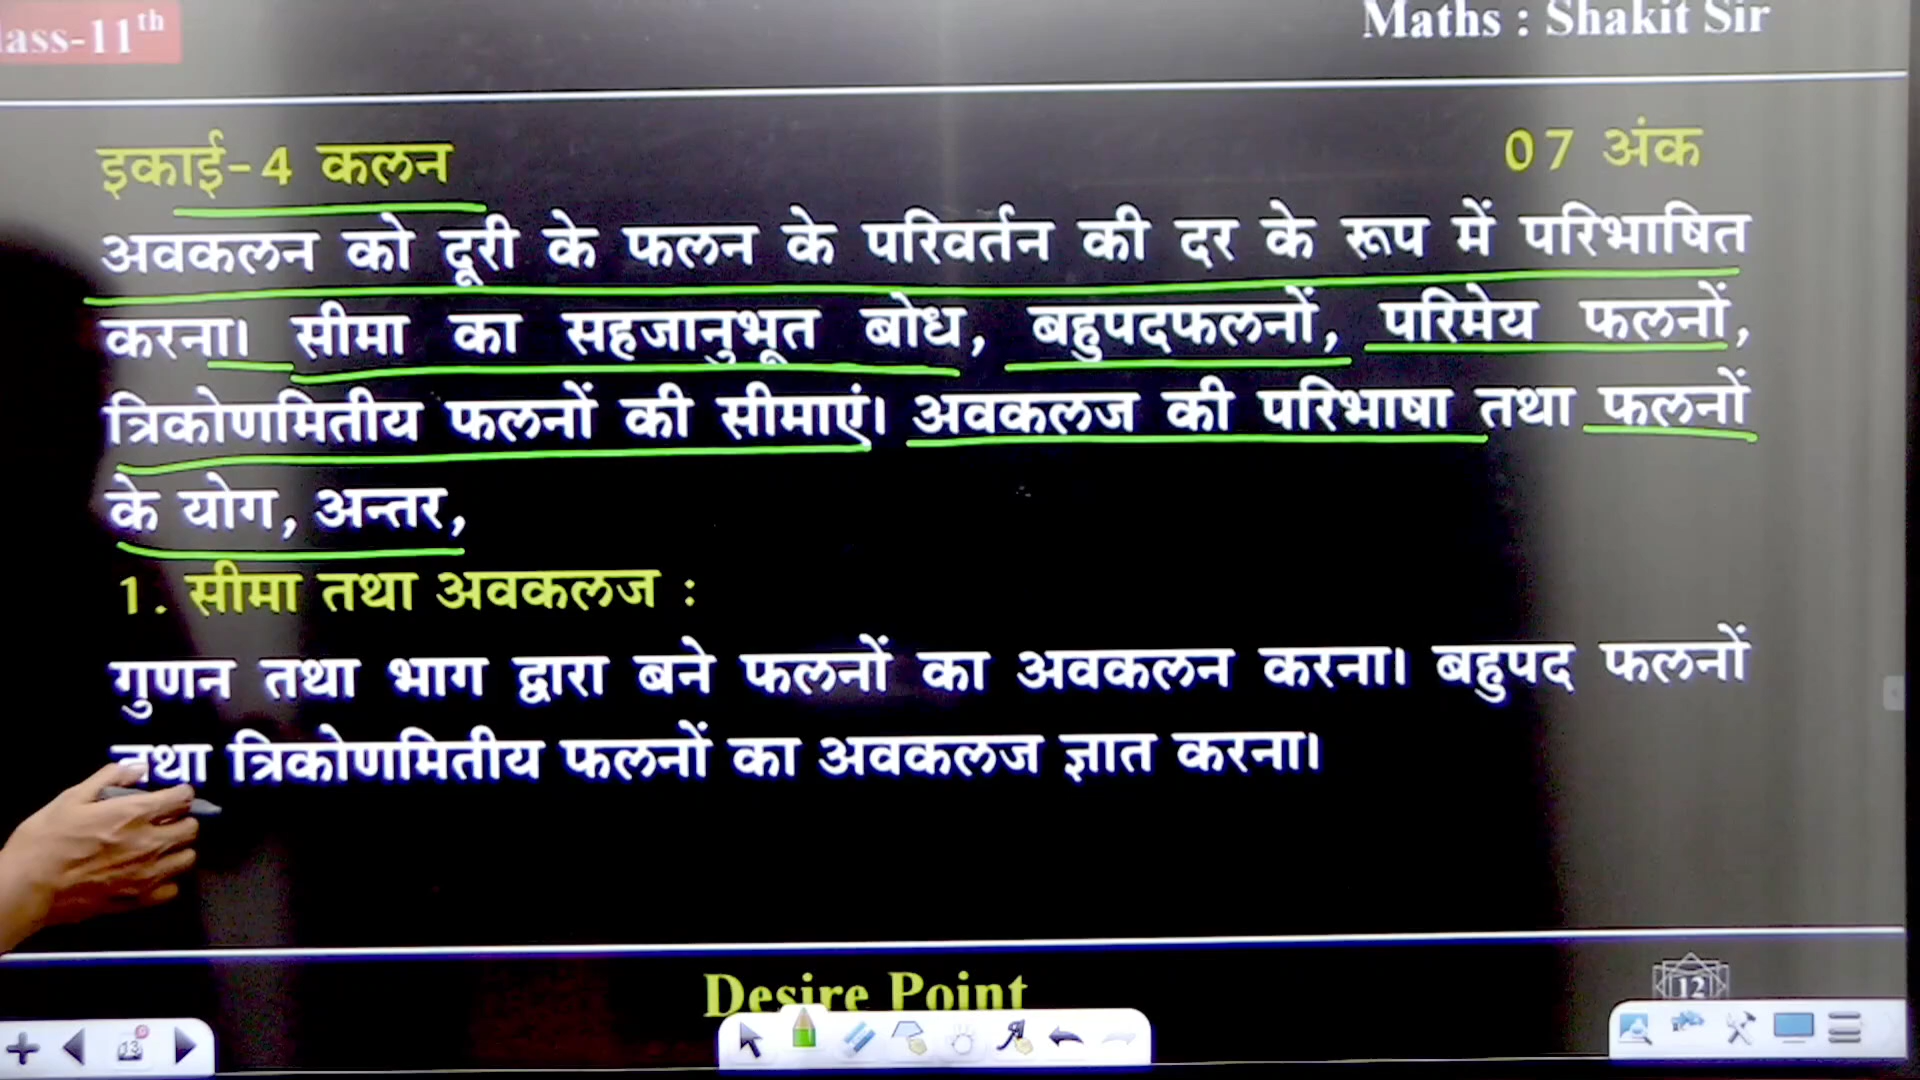 lass-11th
Maths : Shakit Sir
इकाई-4 कलन
07 अंक
अवकलन को दूरी के फलन के परिवर्तन की दर के रूप में परिभाषित
करना। सीमा का सहजानुभूत बोध, बहुपदफलनों, परिमेय फलनों,
त्रिकोणमितीय फलनों की सीमाएं। अवकलज की परिभाषा तथा फलनों
के योग, अन्तर,
1. सीमा तथा अवकलज :
गुणन तथा भाग द्वारा बने फलनों का अवकलन करना। बहुपद फलनों
तथा त्रिकोणमितीय फलनों का अवकलज ज्ञात करना।
Desire Point
12
13